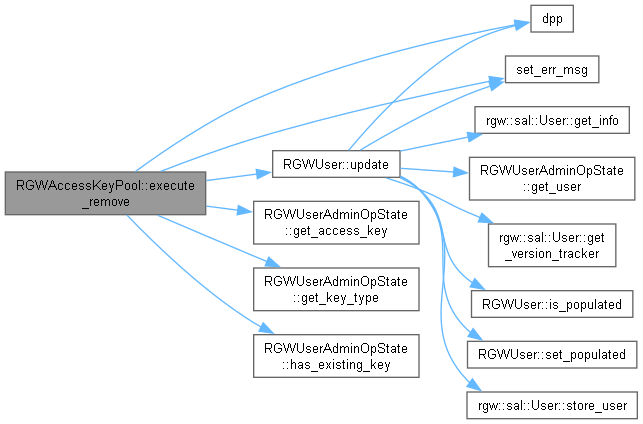 RGWAccessKeyPool::execute
_remove
dpp
set_err_msg
RGWUser::update
rgw::sal::User::get_info
RGWUserAdminOpState
::get_user
rgw::sal::User::get
_version_tracker
RGWUser::is_populated
RGWUser::set_populated
rgw::sal::User::store_user
RGWUserAdminOpState
::get_access_key
RGWUserAdminOpState
::get_key_type
RGWUserAdminOpState
::has_existing_key